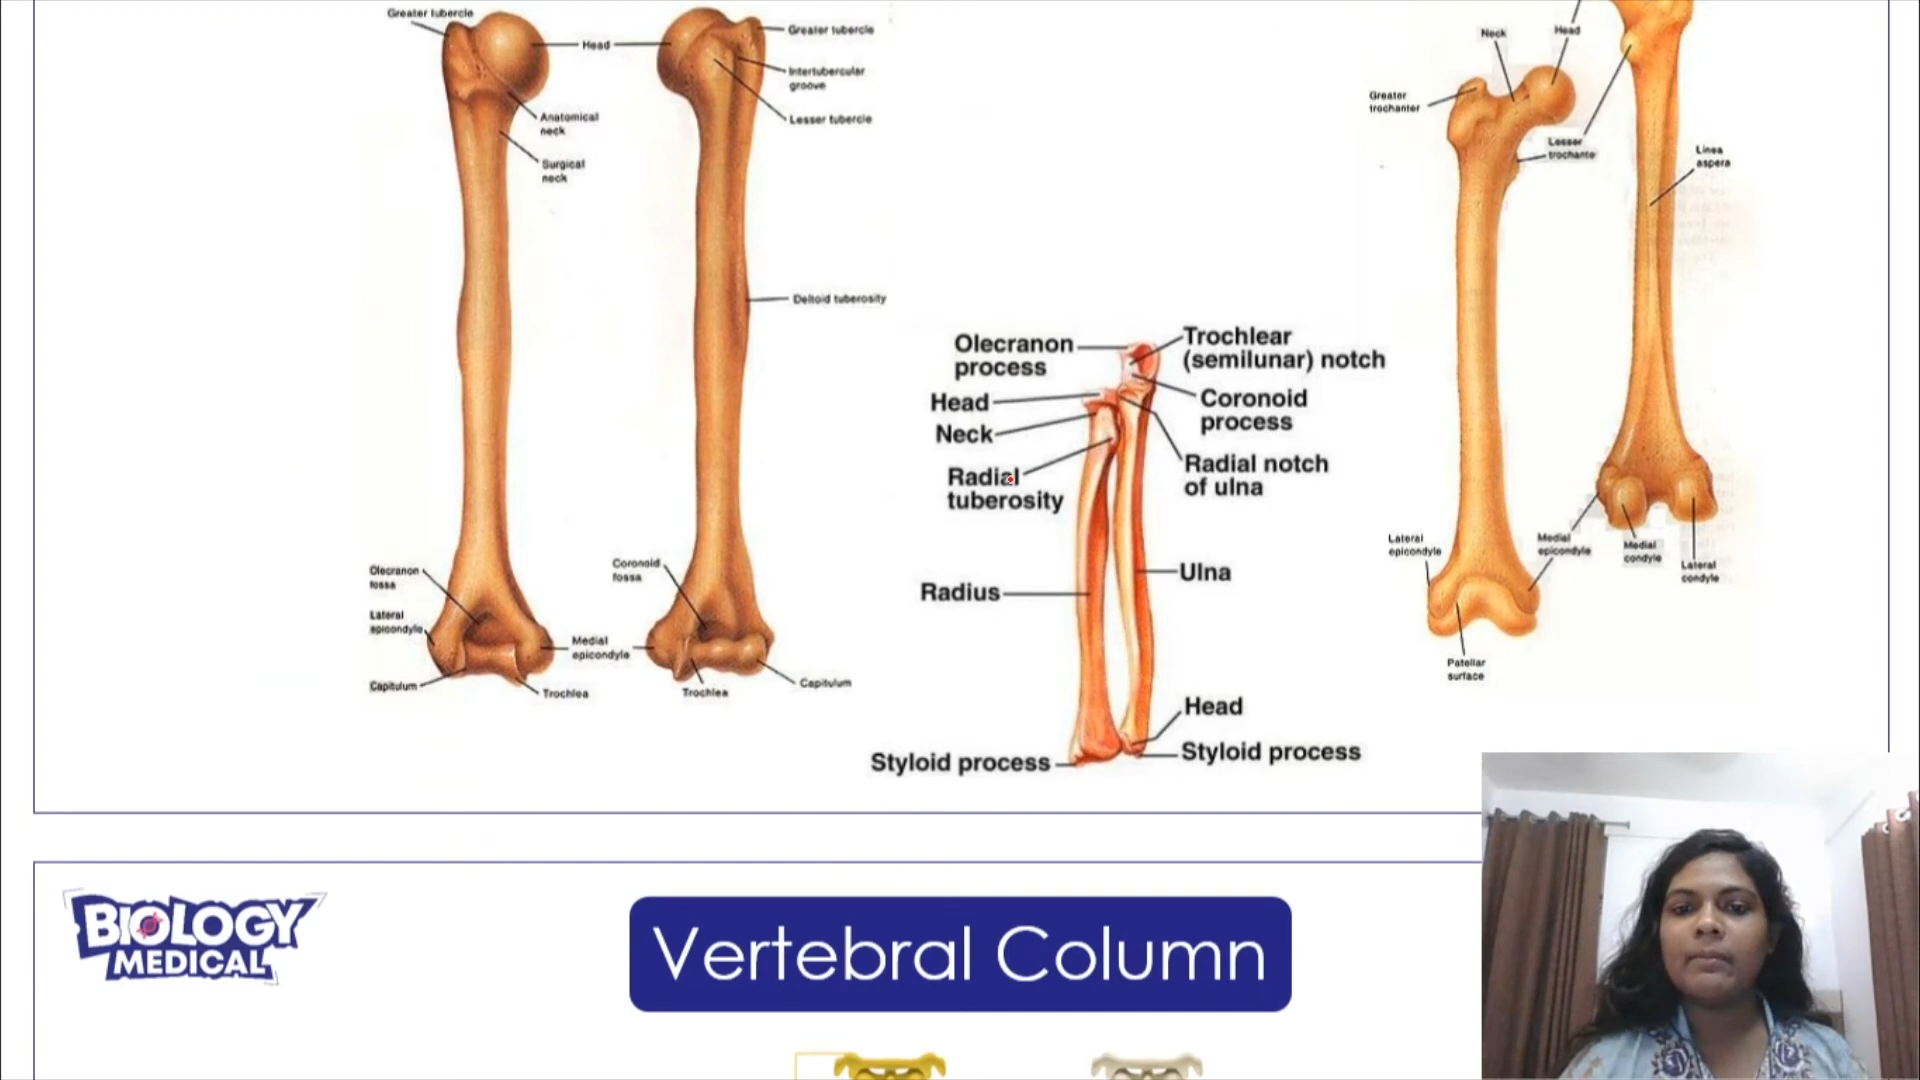 Greater tubercle
Head
Anatomical
neck
Surgical
neck
Greater tubercle
Intertubercular
groove
Lesser tubercle
Deltoid tuberosity
Olecranon
fossa
Lateral
epicondyle
Capitulum
Trochlea
Medial
epicondyle
Coronoid
fossa
Trochlea
Capitulum
Olecranon
process
Head
Neck
Radial
tuberosity
Radius
Styloid process
Trochlear
(semilunar) notch
Coronoid
process
Radial notch
of ulna
Ulna
Head
Styloid process
Neck
Head
Greater
trochanter
Lesser
trochante
Linea
aspera
Lateral
epicondyle
Medial
epicondyle
Medial
condyle
Lateral
condyle
Patellar
surface
BIOLOGY
MEDICAL
Vertebral Column